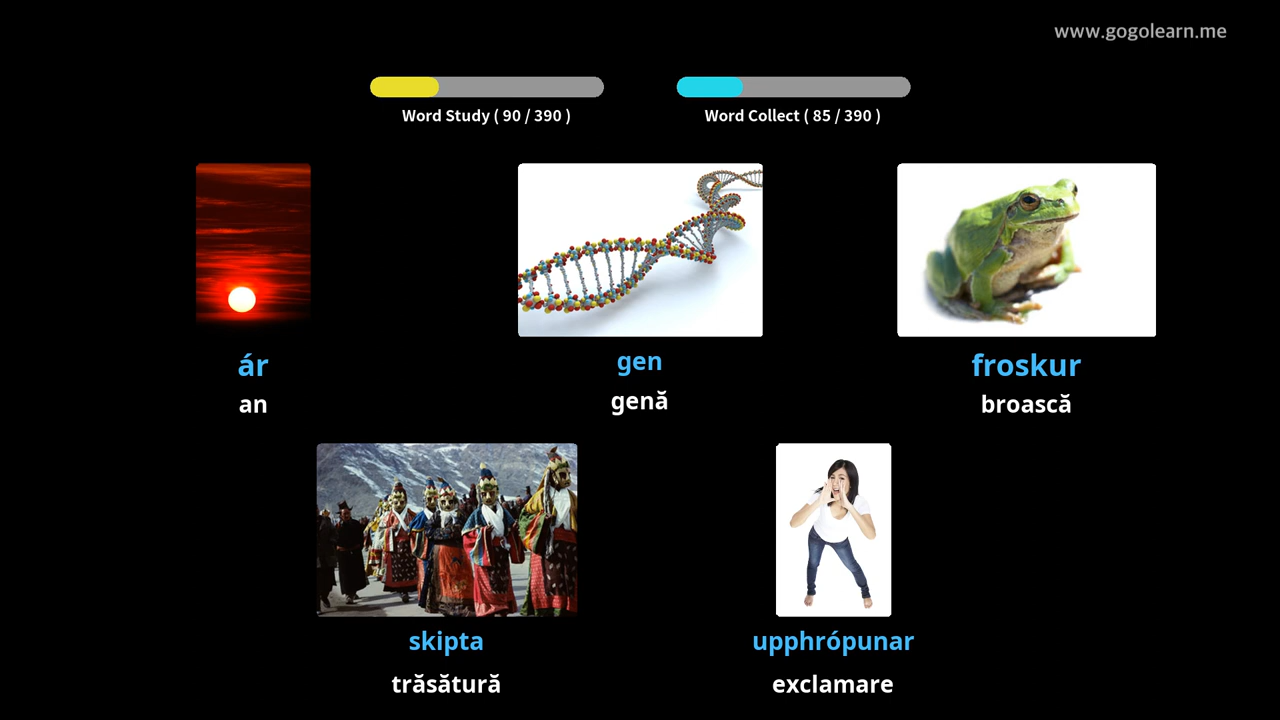 www.gogolearn.me
Word Study ( 90 / 390 )
Word Collect ( 85 / 390 )
ár
an
gen
genă
froskur
broască
skipta
trăsătură
upphrópunar
exclamare